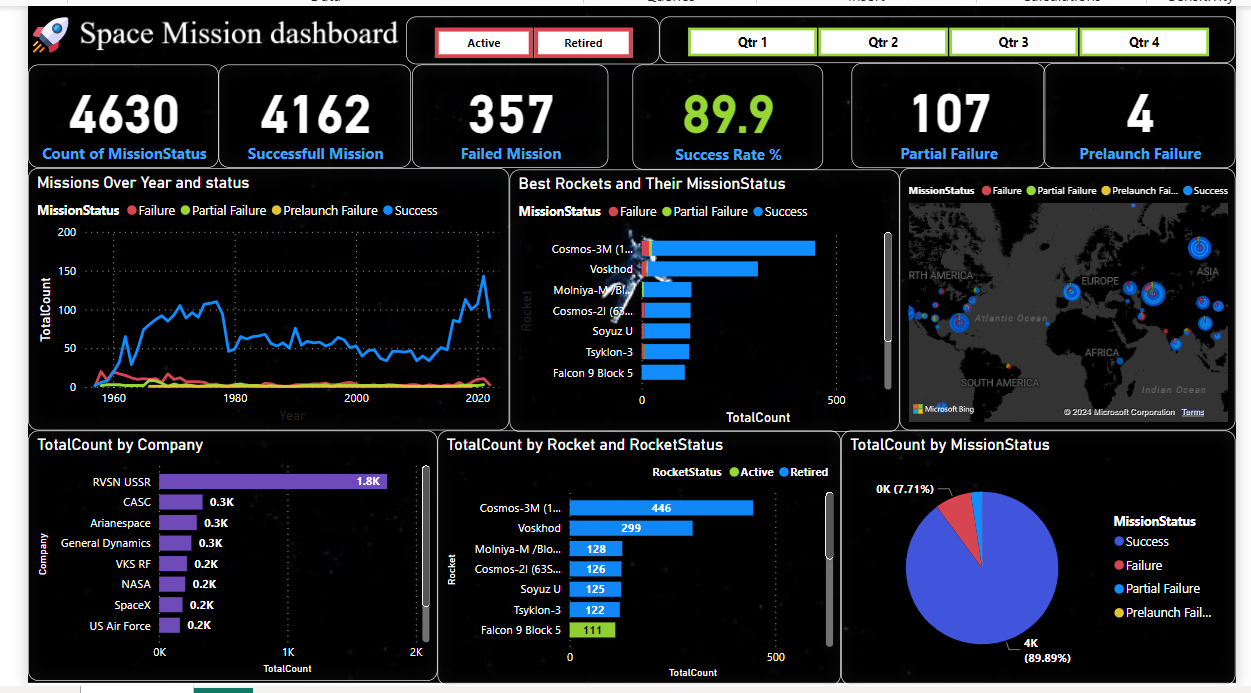 Space Mission dashboard
Active
Retired
Qtr 1
Qtr 2
Qtr 3
Qtr 4
4630
Count of MissionStatus
4162
Successfull Mission
357
Failed Mission
89.9
Success Rate %
107
Partial Failure
4
Prelaunch Failure
Missions Over Year and status
MissionStatus Failure Partial Failure Prelaunch Failure Success
TotalCount
200
150
100
50
0
1960
1980
2000
2020
Year
Best Rockets and Their MissionStatus
MissionStatus Failure Partial Failure Success
Rocket
Cosmos-3M (1...
Voskhod
Molniya-M /Bl...
Cosmos-2I (63...
Soyuz U
Tsyklon-3
Falcon 9 Block 5
0
500
TotalCount
MissionStatus Failure Partial Failure Prelaunch Fai... Success
RTH AMERICA
EUROPE
ASIA
Atlantic Ocean
AFRICA
SOUTH AMERICA
Indian Ocean
Microsoft Bing
© 2024 Microsoft Corporation Terms
TotalCount by Company
Company
RVSN USSR 1.8K
CASC 0.3K
Arianespace 0.3K
General Dynamics 0.3K
VKS RF 0.2K
NASA 0.2K
SpaceX 0.2K
US Air Force 0.2K
0K
1K
2K
TotalCount
TotalCount by Rocket and RocketStatus
RocketStatus Active Retired
Rocket
Cosmos-3M (1... 446
Voskhod 299
Molniya-M /Blo... 128
Cosmos-2I (63S... 126
Soyuz U 125
Tsyklon-3 122
Falcon 9 Block 5 111
0
500
TotalCount
TotalCount by MissionStatus
0K (7.71%)
4K
(89.89%)
MissionStatus
Success
Failure
Partial Failure
Prelaunch Fail...